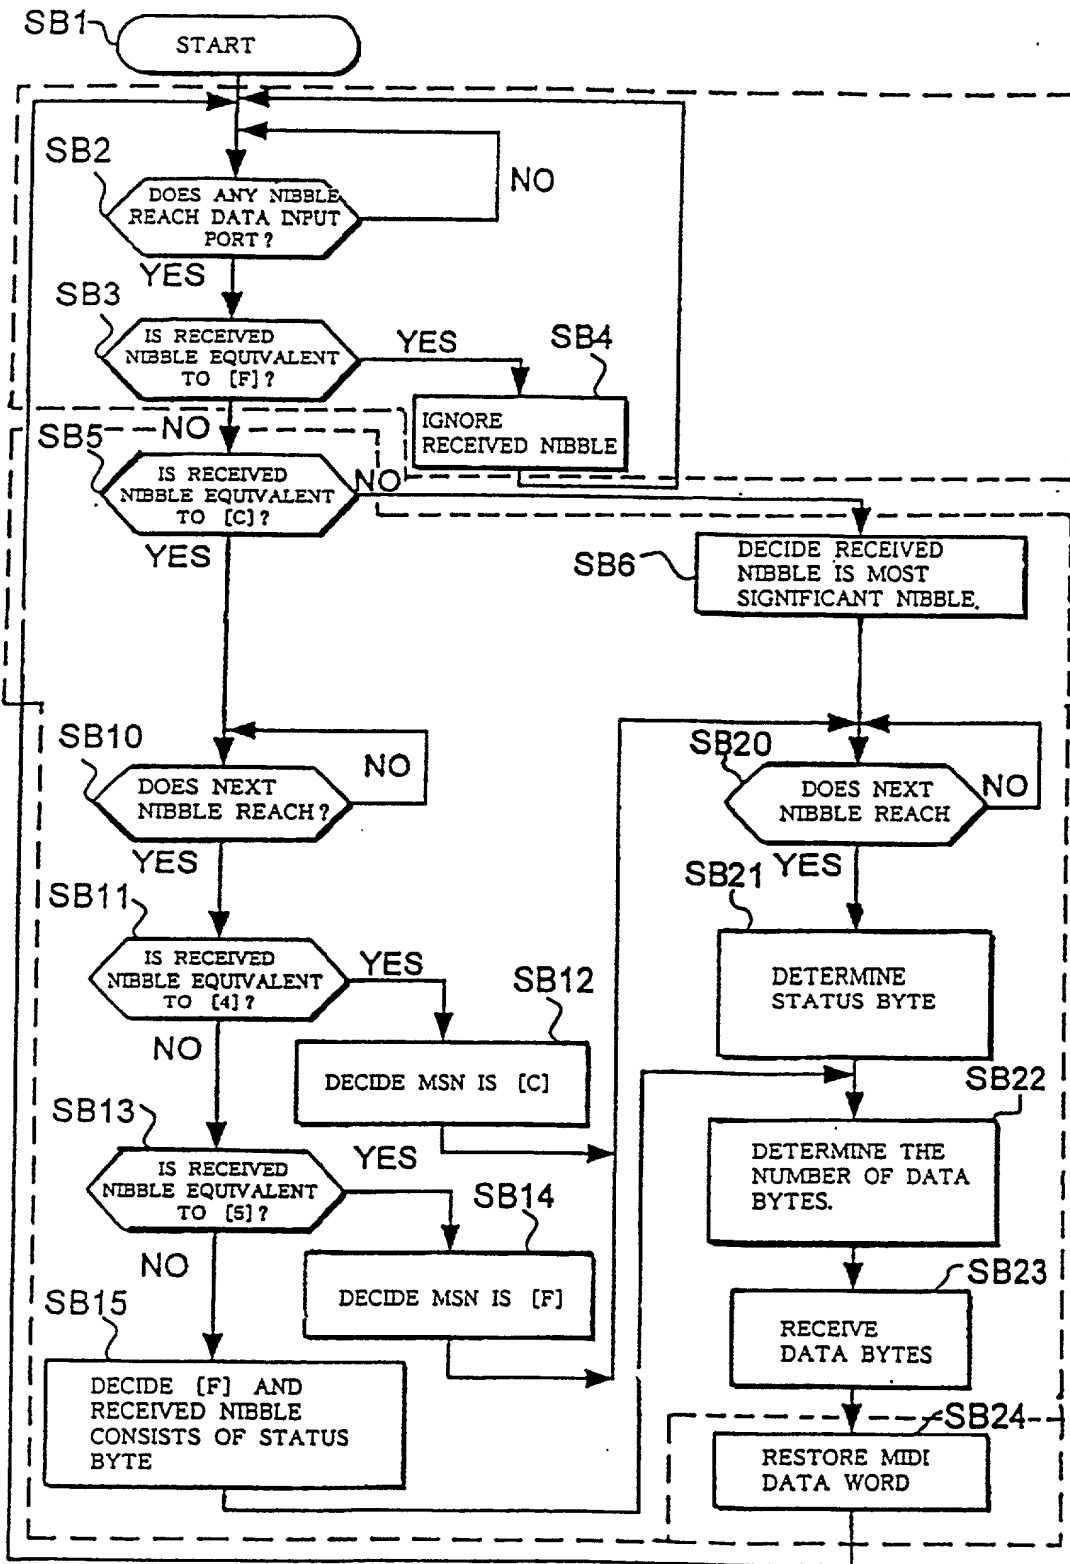 SB1
START
SB2
DOES ANY NIBBLE
REACH DATA INPUT
PORT?
NO
YES
SB3
IS RECEIVED
NIBBLE EQUIVALENT
TO [F]?
YES
SB4
IGNORE
RECEIVED NIBBLE
NO
SB5
IS RECEIVED
NIBBLE EQUIVALENT
TO [C]?
NO
YES
SB6
DECIDE RECEIVED
NIBBLE IS MOST
SIGNIFICANT NIBBLE.
SB10
DOES NEXT
NIBBLE REACH?
NO
YES
SB20
DOES NEXT
NIBBLE REACH
NO
YES
SB11
IS RECEIVED
NIBBLE EQUIVALENT
TO [4]?
YES
SB12
DECIDE MSN IS [C]
NO
SB21
DETERMINE
STATUS BYTE
SB13
IS RECEIVED
NIBBLE EQUIVALENT
TO [5]?
YES
SB14
DECIDE MSN IS [F]
NO
SB22
DETERMINE THE
NUMBER OF DATA
BYTES.
SB15
DECIDE [F] AND
RECEIVED NIBBLE
CONSISTS OF STATUS
BYTE
SB23
RECEIVE
DATA BYTES
SB24
RESTORE MIDI
DATA WORD